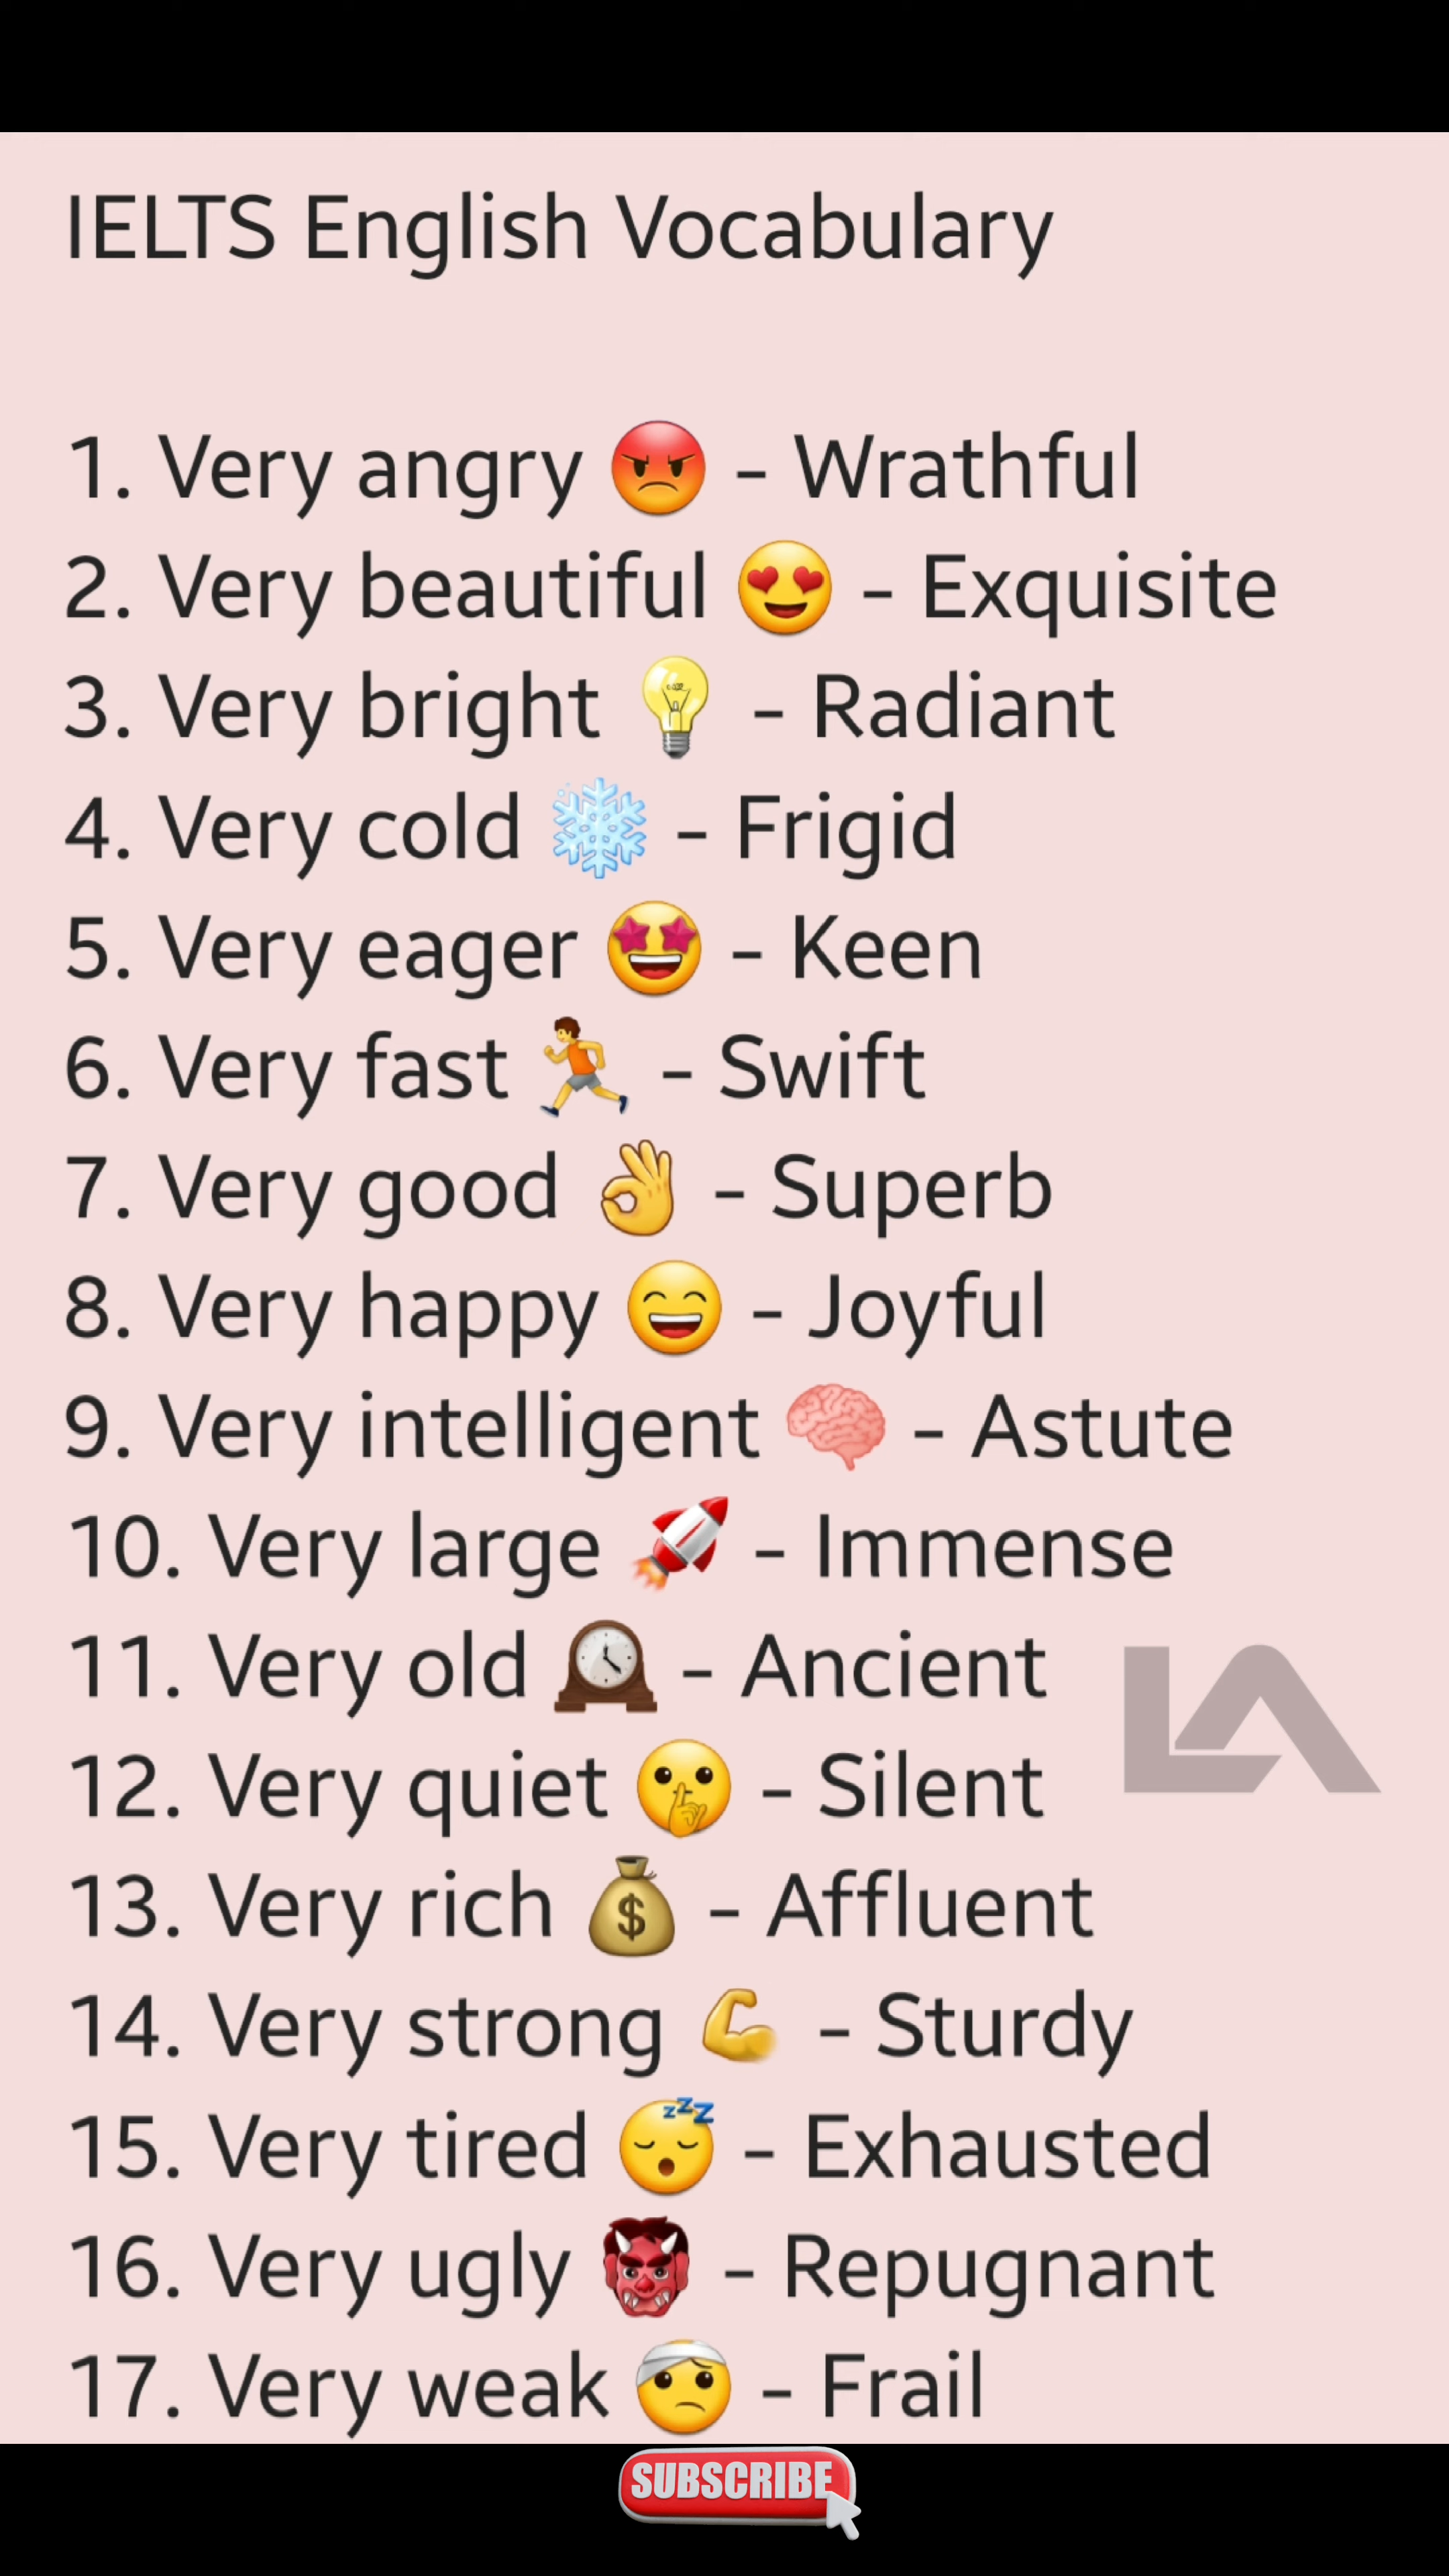 IELTS English Vocabulary
1. Very angry 😡 - Wrathful
2. Very beautiful 😍 - Exquisite
3. Very bright 💡 - Radiant
4. Very cold ❄️ - Frigid
5. Very eager 🤩 - Keen
6. Very fast 🏃 - Swift
7. Very good 👌 - Superb
8. Very happy 😄 - Joyful
9. Very intelligent 🧠 - Astute
10. Very large 🚀 - Immense
11. Very old 🕰️ - Ancient
12. Very quiet 🤫 - Silent
13. Very rich 💰 - Affluent
14. Very strong 💪 - Sturdy
15. Very tired 😴 - Exhausted
16. Very ugly 👹 - Repugnant
17. Very weak 🤕 - Frail
LA
SUBSCRIBE